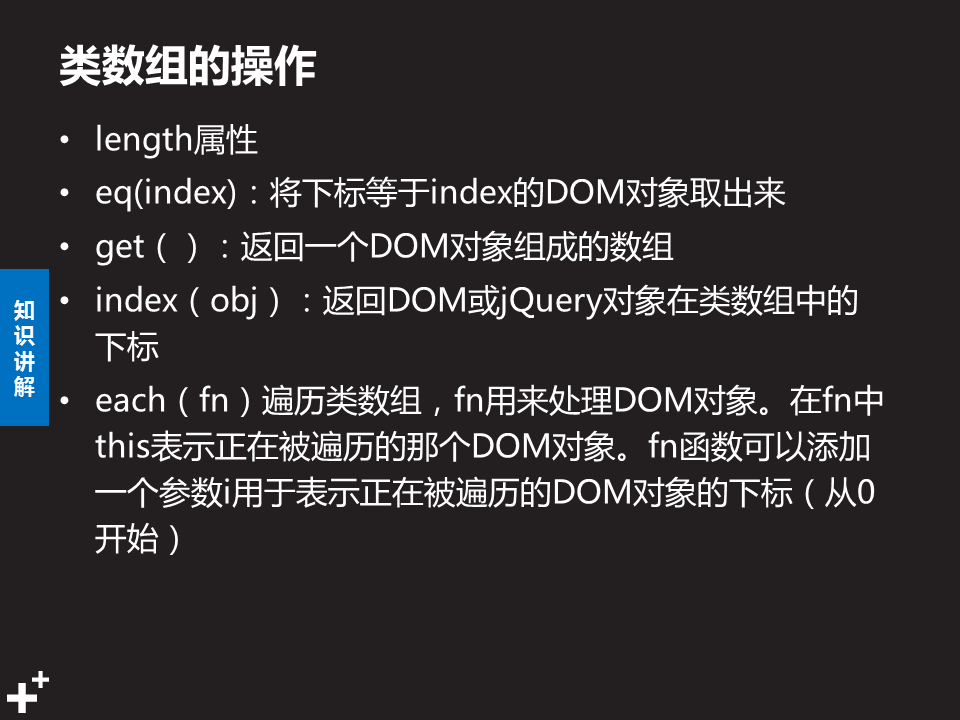 类数组的操作
• length属性
• eq(index)：将下标等于index的DOM对象取出来
• get（ ）：返回一个DOM对象组成的数组
• index（obj）：返回DOM或jQuery对象在类数组中的
下标
• each（fn）遍历类数组，fn用来处理DOM对象。在fn中
this表示正在被遍历的那个DOM对象。fn函数可以添加
一个参数i用于表示正在被遍历的DOM对象的下标（从0
开始）
知
识
讲
解